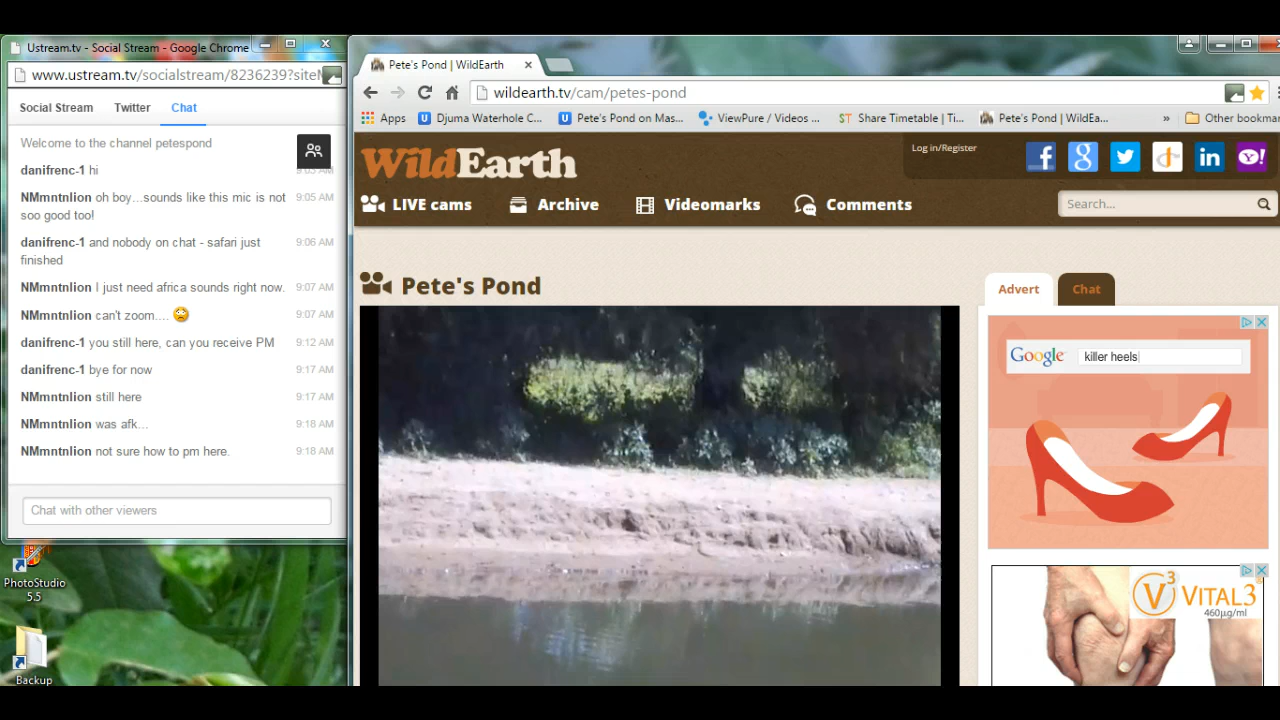 Ustream.tv - Social Stream - Google Chrome
www.ustream.tv/socialstream/8236239?site
Social Stream Twitter Chat
Welcome to the channel petespond
danifrenc-1 hi 9:03 AM
NMmntnlion oh boy...sounds like this mic is not 9:05 AM
soo good too!
danifrenc-1 and nobody on chat - safari just 9:06 AM
finished
NMmntnlion I just need africa sounds right now. 9:07 AM
NMmntnlion can't zoom.... 9:07 AM
danifrenc-1 you still here, can you receive PM 9:12 AM
danifrenc-1 bye for now 9:17 AM
NMmntnlion still here 9:17 AM
NMmntnlion was afk... 9:18 AM
NMmntnlion not sure how to pm here. 9:18 AM
Chat with other viewers
PhotoStudio
5.5
Backup
Pete's Pond | WildEarth
wildearth.tv/cam/petes-pond
Apps Djuma Waterhole C... Pete's Pond on Mas... ViewPure / Videos ... ST Share Timetable | Ti... Pete's Pond | WildEa... » Other bookmar
WildEarth
Log in/Register
LIVE cams Archive Videomarks Comments
Search...
Pete's Pond
Advert Chat
Google killer heels
V3 VITAL3
460µg/ml